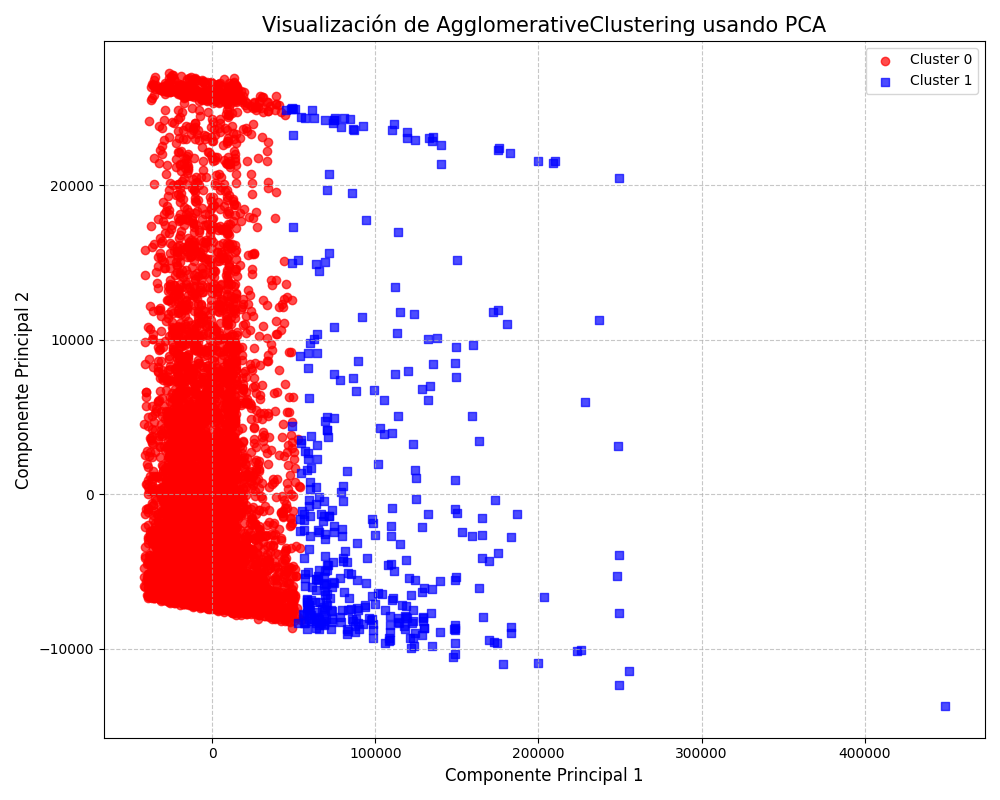 Visualización de AgglomerativeClustering usando PCA
Cluster 0
Cluster 1
Componente Principal 2
20000
10000
0
−10000
0
100000
200000
300000
400000
Componente Principal 1